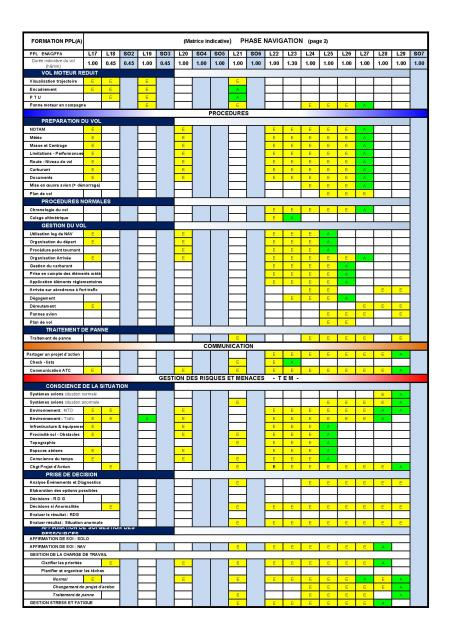 FORMATION PPL(A) (Matrice indicative) PHASE NAVIGATION (page 2)
PPL ENAC/FFA L17 L18 SO2 L19 SO3 L20 SO4 SO5 L21 SO6 L22 L23 L24 L25 L26 L27 L28 L29 SO7
Durée indicative du vol (h/mn) 1.00 0.45 0.45 1.00 1.00 1.00 1.00 1.00 1.00 1.00 1.30 1.00 1.00 1.00 1.00 1.00 1.00
VOL MOTEUR REDUIT
Visualisation trajectoire E E E E
Encadrement E E E A
P T U E E A
Panne moteur en campagne E E E E E A
PROCEDURES
PREPARATION DU VOL
NOTAM E E E E E E E A
Météo E E E E E E E A
Masse et Centrage E E E E E E E A
Limitations - Performances E E E E E E E A
Route - Niveau de vol E E E E E E E A
Carburant E E E E E E E A
Documents E E E E E E E A
Mise en œuvre avion (+ démarrage) E E E A
Plan de vol E E E
PROCEDURES NORMALES
Chronologie du vol E E E E E A
Calage altimétrique E A
GESTION DU VOL
Utilisation log de NAV E E E E E A
Organisation du départ E E E E E A
Procédure point tournant E E E E A
Organisation Arrivée E E E E E E E A
Gestion du carburant E E E E A
Prise en compte des éléments météo E E E E A
Application éléments réglementaires E E E E A
Arrivée sur aérodrome à fort trafic E E E E
Dégagement E E E A
Déroutement E E E E
Pannes avion E E E E E
Plan de vol E E E
TRAITEMENT DE PANNE
Traitement de panne E E E E E E
COMMUNICATION
Partager un projet d'action E E E E E E E A
Check - lists E E A
Communication ATC E E E E E E E E E A
GESTION DES RISQUES ET MENACES - T E M -
CONSCIENCE DE LA SITUATION
Systèmes avions situation normale E A
Systèmes avions situation anormale E E E E E E E E E
Environnement - MTO E E E E E E E E E A A
Environnement - Trafic E E A E E E E E E E A
Infrastructure & équipement E E E E E A
Proximité sol - Obstacles E E E E E E A
Topographie E E E E A
Espaces aériens E E E E E A
Conscience du temps E E E E E E A
Chgt Projet d'Action E E E E E E E E E A
PRISE DE DECISION
Analyse Évènements et Diagnostics E E E E E E
Elaboration des options possibles
Décisions : R D G
Décisions si Anormalités E E E E E E E E E E
Evaluer le résultat : RDG
Evaluer résultat : Situation anormale E E E E E E E E E E
AFFIRMATION DE SOI : SOLO
AFFIRMATION DE SOI : NAV E E E E E E E A
GESTION DE LA CHARGE DE TRAVAIL
Clarifier les priorités E E E E E E E E A
Planifier et organiser les tâches
Normal E E E E E E E A E A
Changement du projet d'action E E E E A
Traitement de panne E E E E E E A
GESTION STRESS ET FATIGUE E E E E E E E A